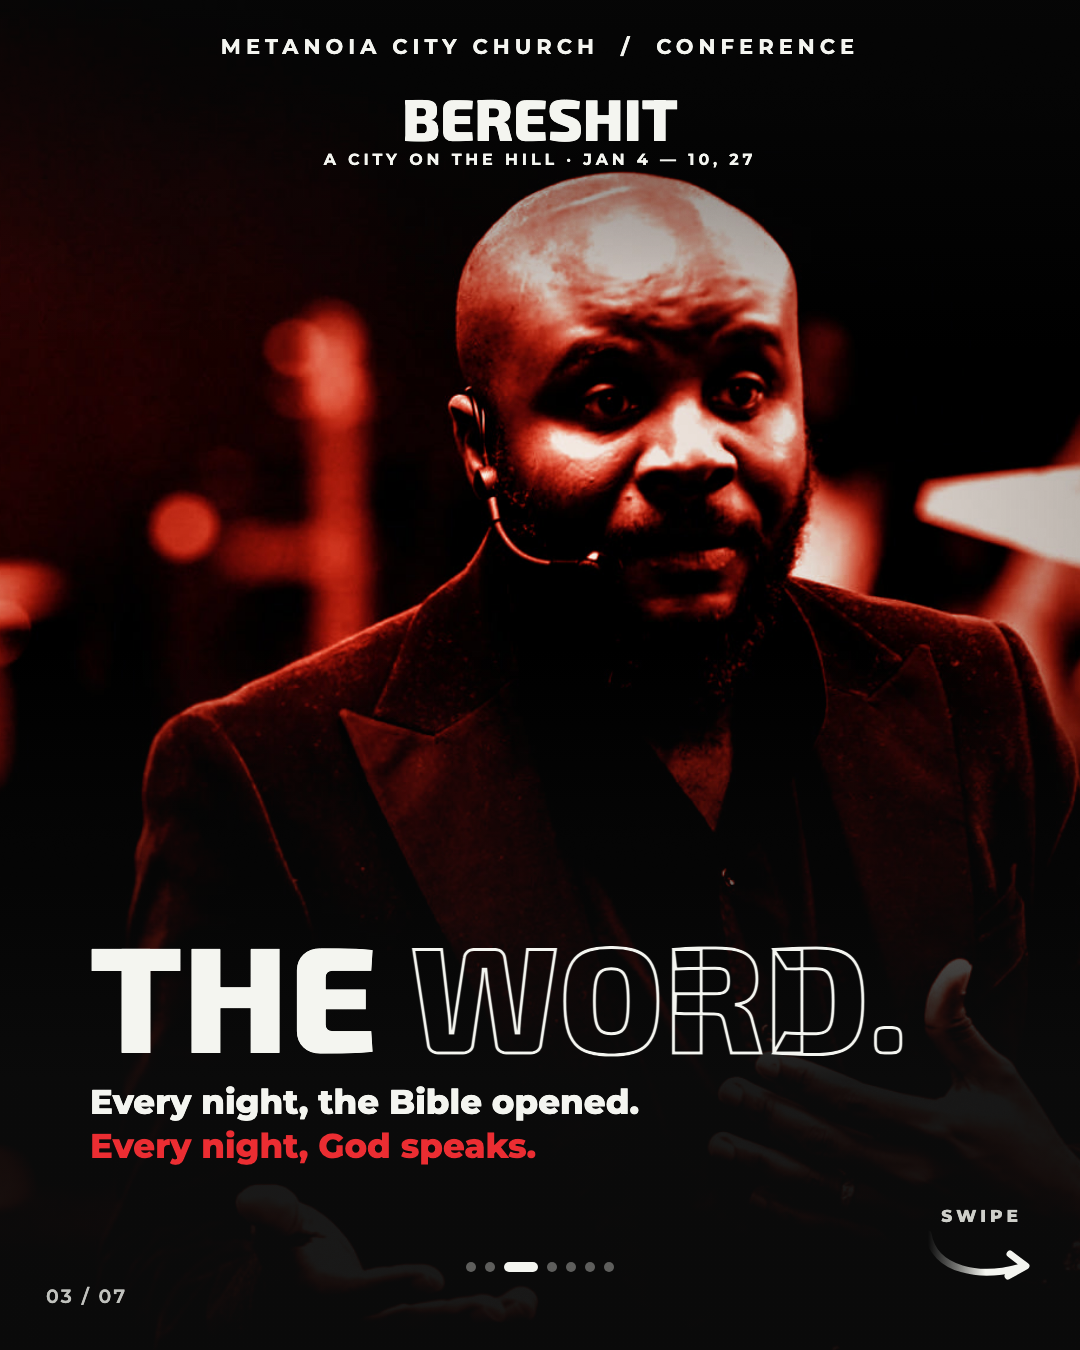 METANOIA CITY CHURCH / CONFERENCE
BERESHIT
A CITY ON THE HILL · JAN 4 — 10, 27
THE WORD.
Every night, the Bible opened.
Every night, God speaks.
SWIPE
03 / 07